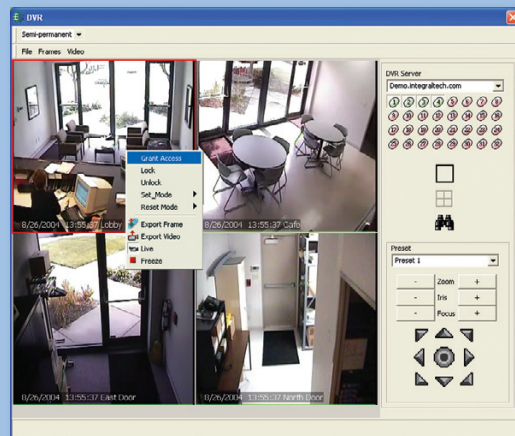 DVR
Semi-permanent
File Frames Video
DVR Server
Demo.integraltech.com
Grant Access
Lock
Unlock
Set_Mode
Reset Mode
Export Frame
Export Video
Live
Freeze
8/26/2004 13:55:37 Lobby
8/26/2004 13:55:37 Cafe
8/26/2004 13:55:37 East Door
8/26/2004 13:55:37 North Door
Preset
Preset 1
- Zoom +
- Iris +
- Focus +